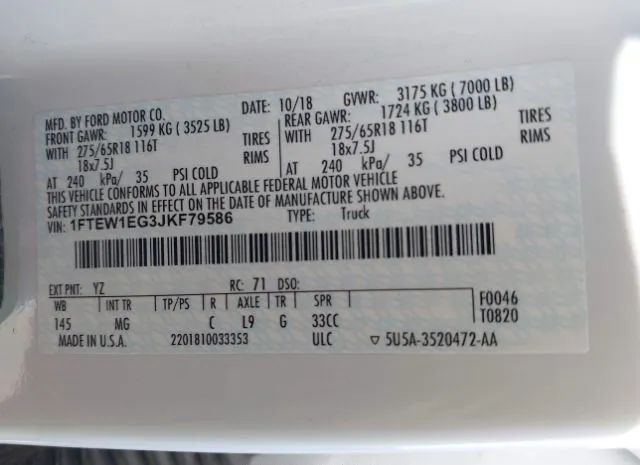 MFD. BY FORD MOTOR CO. DATE: 10/18 GVWR: 3175 KG ( 7000 LB)
FRONT GAWR: 1599 KG ( 3525 LB) REAR GAWR: 1724 KG ( 3800 LB)
WITH 275/65R18 116T TIRES WITH 275/65R18 116T TIRES
18x7.5J RIMS 18x7.5J RIMS
AT 240 kPa/ 35 PSI COLD AT 240 kPa/ 35 PSI COLD
THIS VEHICLE CONFORMS TO ALL APPLICABLE FEDERAL MOTOR VEHICLE
SAFETY STANDARDS IN EFFECT ON THE DATE OF MANUFACTURE SHOWN ABOVE.
VIN: 1FTEW1EG3JKF79586 TYPE: Truck
EXT PNT: YZ RC: 71 DSO:
WB INT TR TP/PS R AXLE TR SPR F0046
145 MG C L9 G 33CC T0820
MADE IN U.S.A. 2201810033353 ULC ▽ 5U5A-3520472-AA